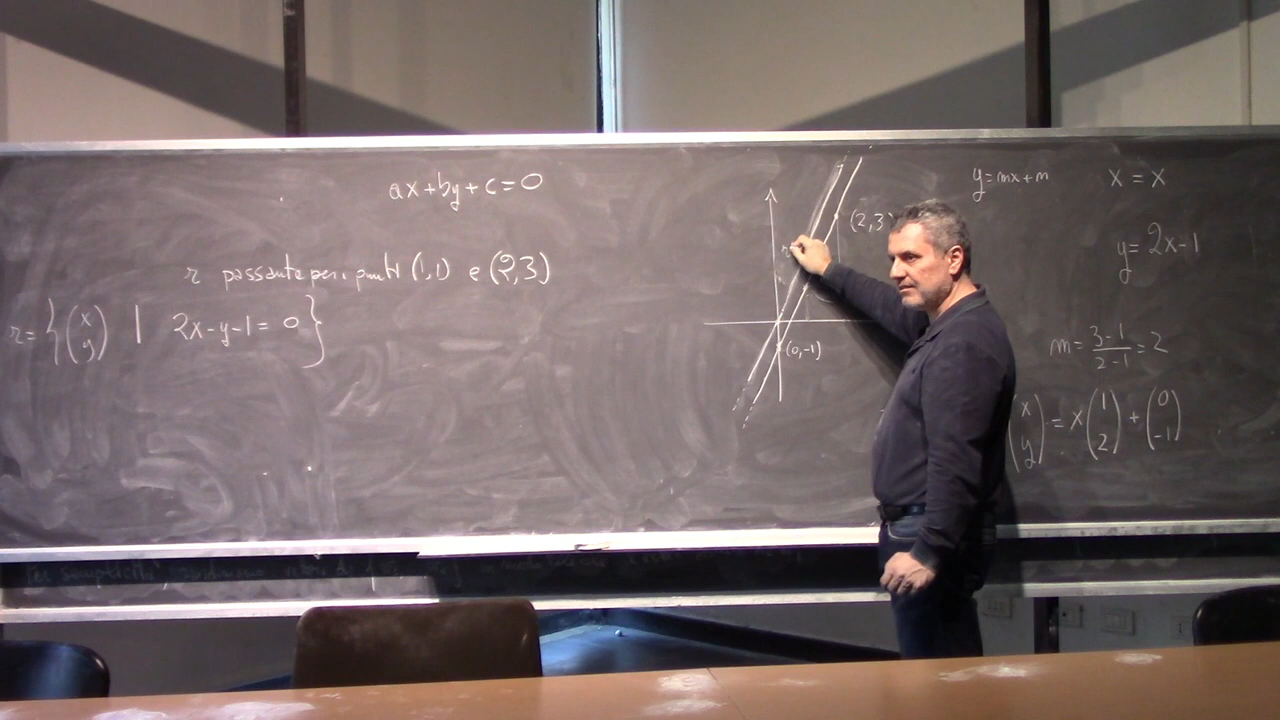 ax+by+c=0
r passante per i punti (1,1) e (2,3)
r = { (x y) | 2x-y-1=0 }
(2,3)
r
(0,-1)
y=mx+m
x = x
y = 2x-1
m = 3-1 / 2-1 = 2
(x y) = x (1 2) + (0 -1)